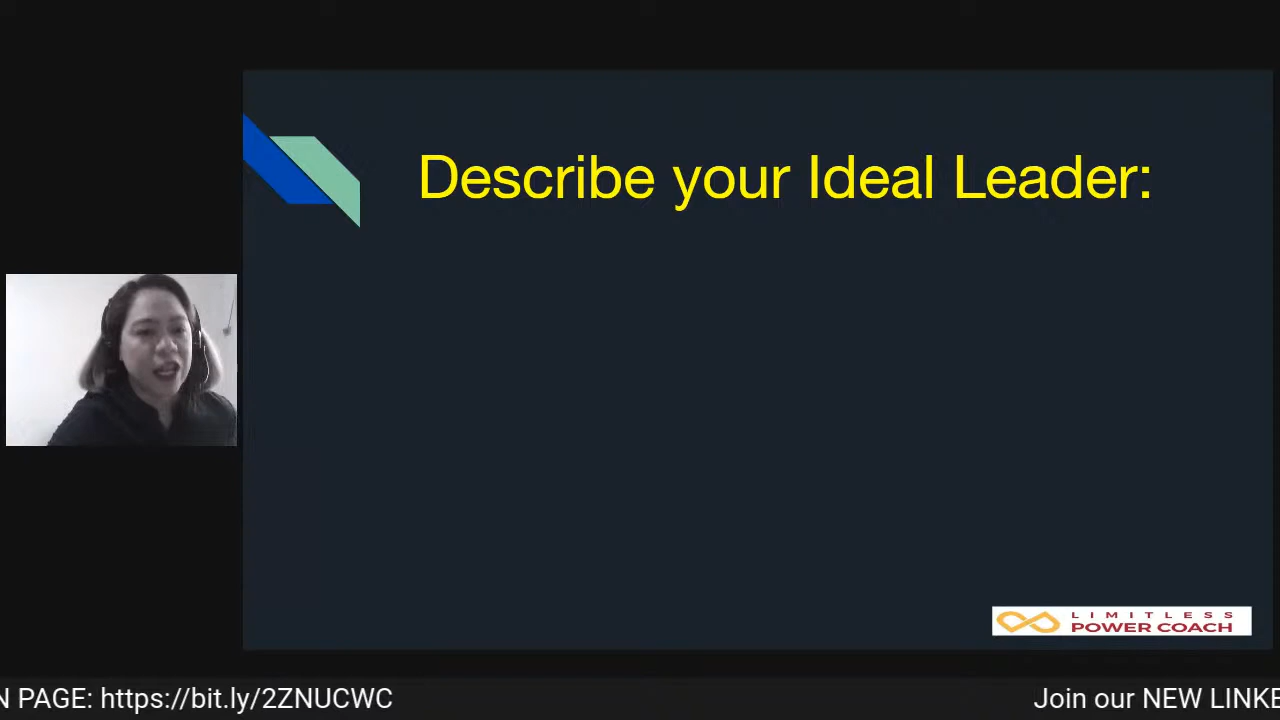 Describe your Ideal Leader:
LIMITLESS
POWER COACH
N PAGE: https://bit.ly/2ZNUCWC
Join our NEW LINKE